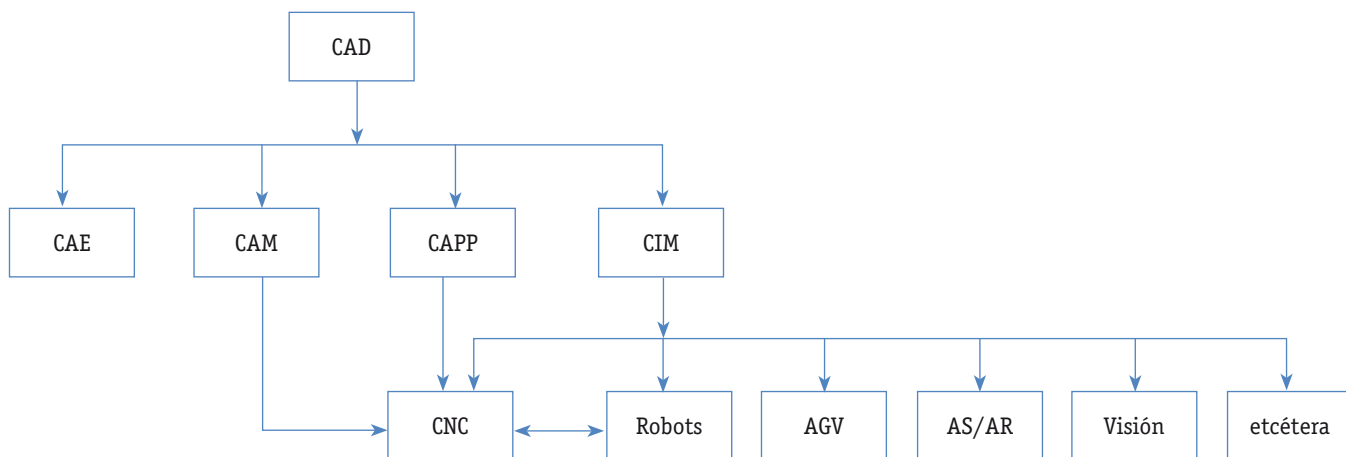 CAD
CAE
CAM
CAPP
CIM
CNC
Robots
AGV
AS/AR
Visión
etcétera